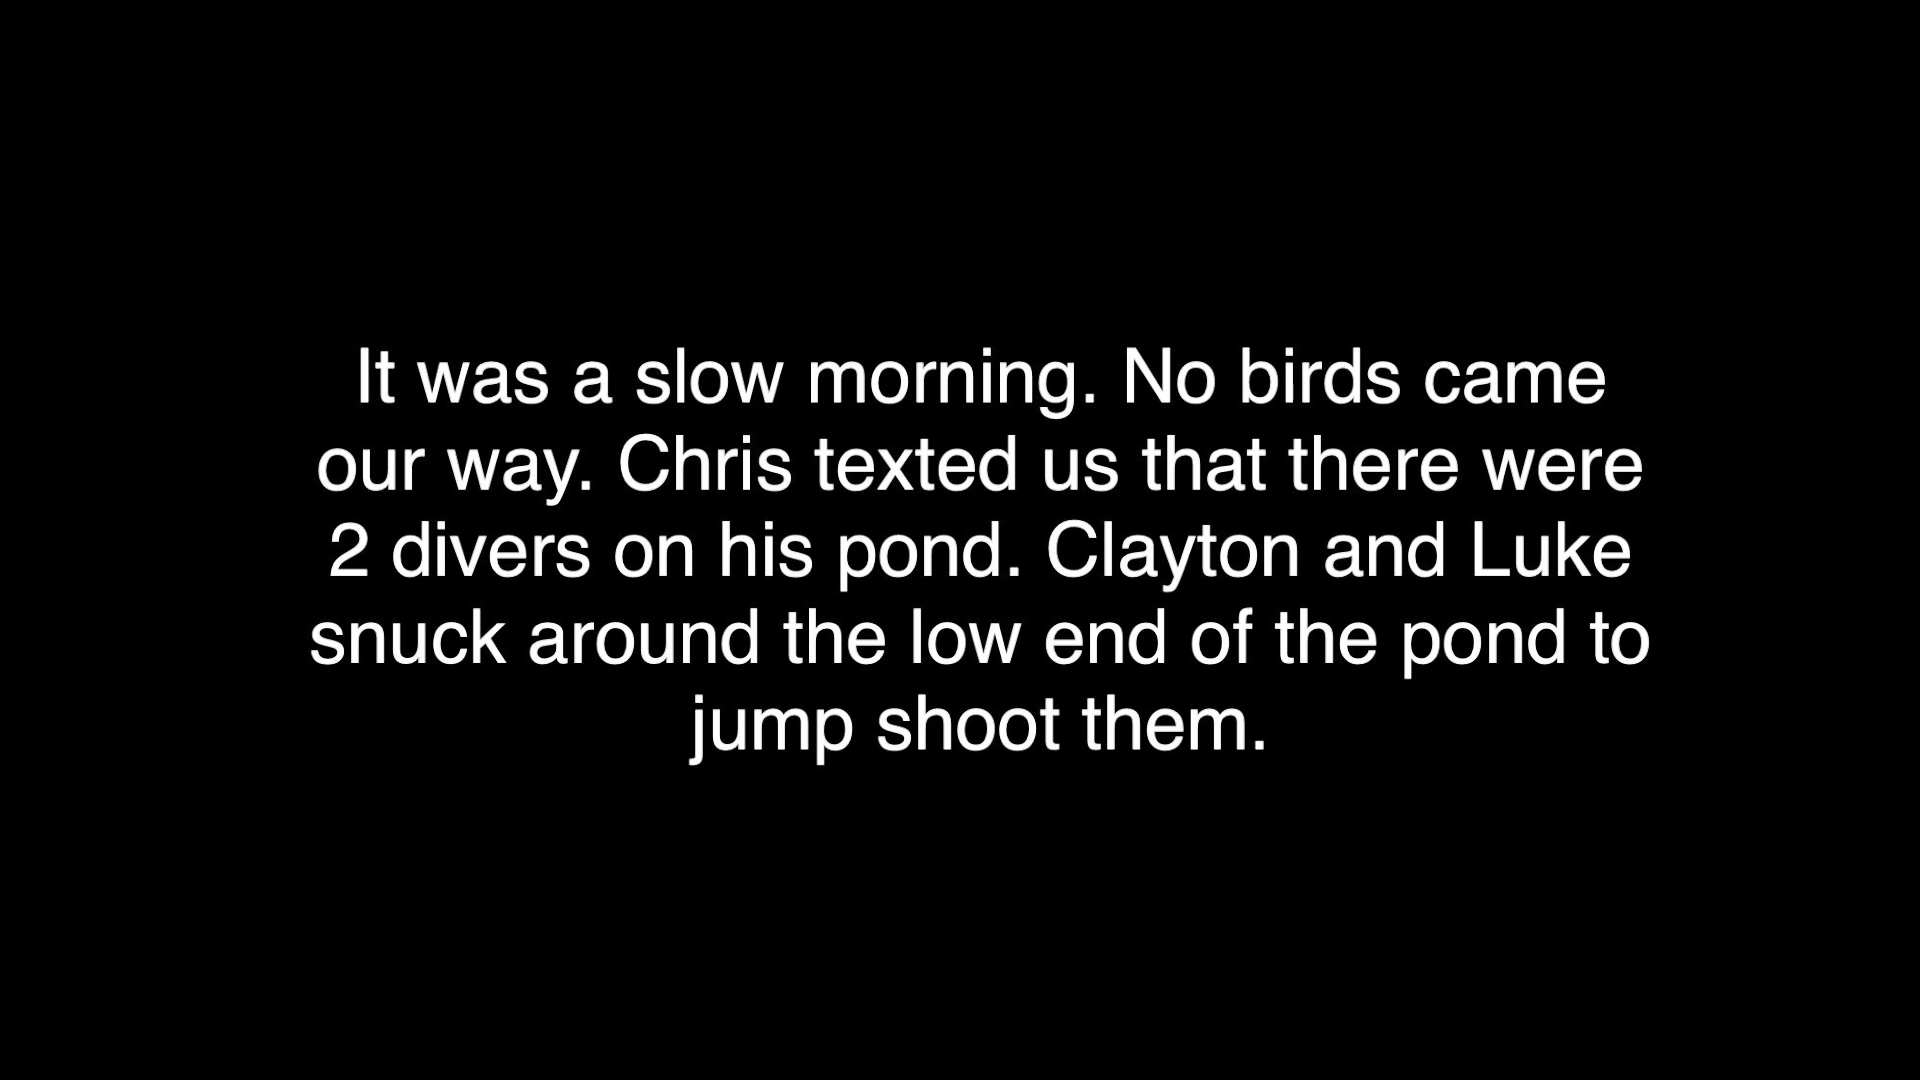 It was a slow morning. No birds came
our way. Chris texted us that there were
2 divers on his pond. Clayton and Luke
snuck around the low end of the pond to
jump shoot them.